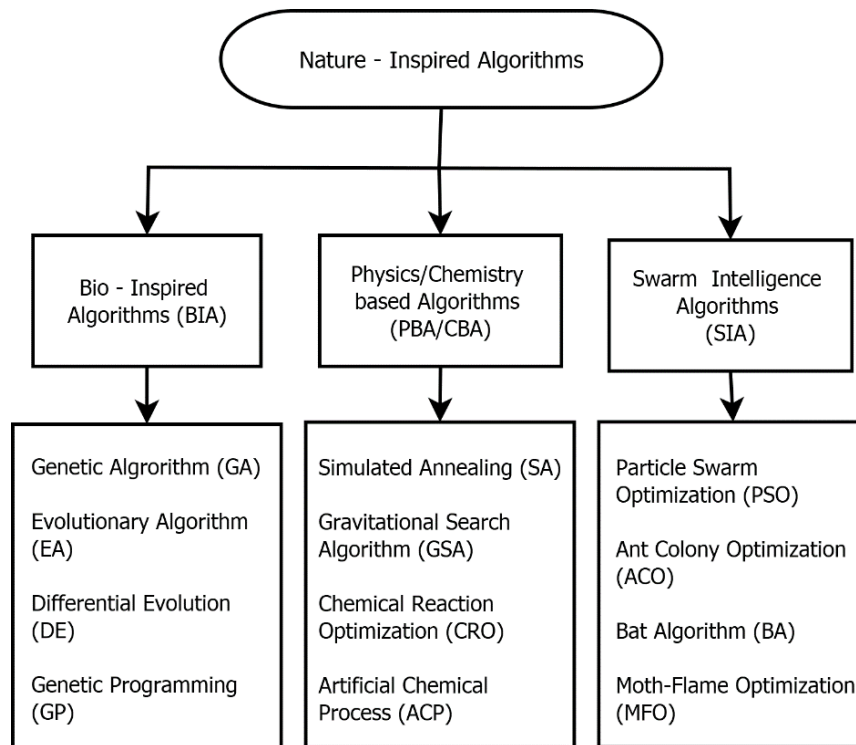 Nature - Inspired Algorithms
Bio - Inspired
Algorithms (BIA)
Physics/Chemistry
based Algorithms
(PBA/CBA)
Swarm Intelligence
Algorithms
(SIA)
Genetic Algrorithm (GA)
Evolutionary Algorithm
(EA)
Differential Evolution
(DE)
Genetic Programming
(GP)
Simulated Annealing (SA)
Gravitational Search
Algorithm (GSA)
Chemical Reaction
Optimization (CRO)
Artificial Chemical
Process (ACP)
Particle Swarm
Optimization (PSO)
Ant Colony Optimization
(ACO)
Bat Algorithm (BA)
Moth-Flame Optimization
(MFO)